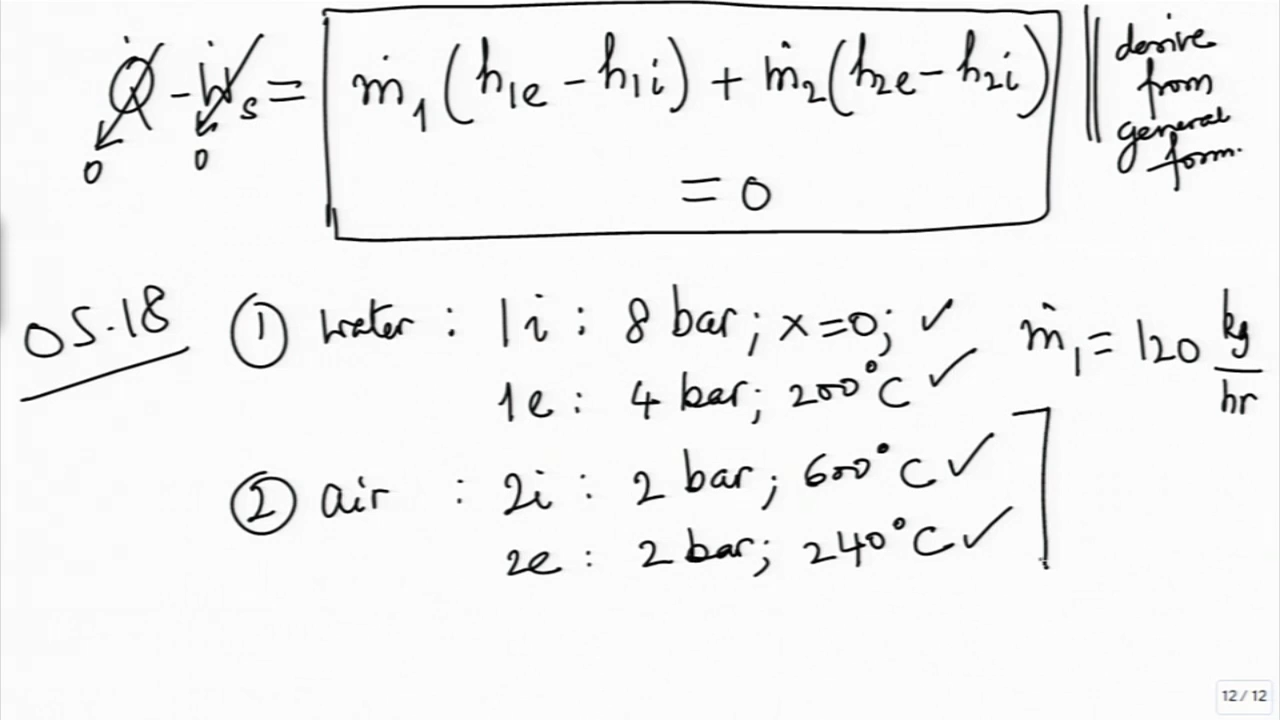 Q̇ - Ẇs = ṁ1 (h1e - h1i) + ṁ2 (h2e - h2i)
0 0
= 0
derive
from
general
form.
OS.18 ① water : 1i : 8 bar; x=0; ✓ ṁ1 = 120 kg/hr
1e : 4 bar; 200°C ✓
② air : 2i : 2 bar; 600°C ✓
2e : 2 bar; 240°C ✓
12 / 12